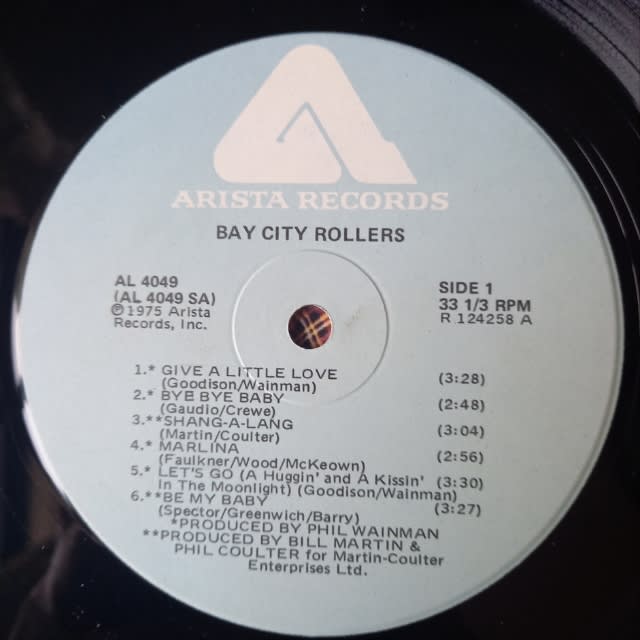 ARISTA RECORDS
BAY CITY ROLLERS
AL 4049
(AL 4049 SA)
Ⓟ1975 Arista
Records, Inc.
SIDE 1
33 1/3 RPM
R 124258 A
1.* GIVE A LITTLE LOVE (3:28)
(Goodison/Wainman)
2.* BYE BYE BABY (2:48)
(Gaudio/Crewe)
3.**SHANG-A-LANG (3:04)
(Martin/Coulter)
4.* MARLINA (2:56)
(Faulkner/Wood/McKeown)
5.* LET'S GO (A Huggin' and A Kissin' (3:30)
In The Moonlight) (Goodison/Wainman)
6.**BE MY BABY (3:27)
(Spector/Greenwich/Barry)
*PRODUCED BY PHIL WAINMAN
**PRODUCED BY BILL MARTIN &
PHIL COULTER for Martin-Coulter
Enterprises Ltd.